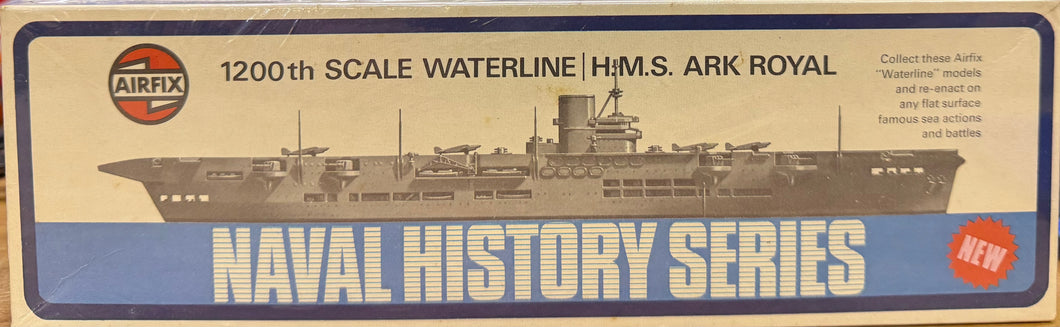 AIRFIX
1200th SCALE WATERLINE | H.M.S. ARK ROYAL
Collect these Airfix
"Waterline" models
and re-enact on
any flat surface
famous sea actions
and battles
NAVAL HISTORY SERIES
NEW